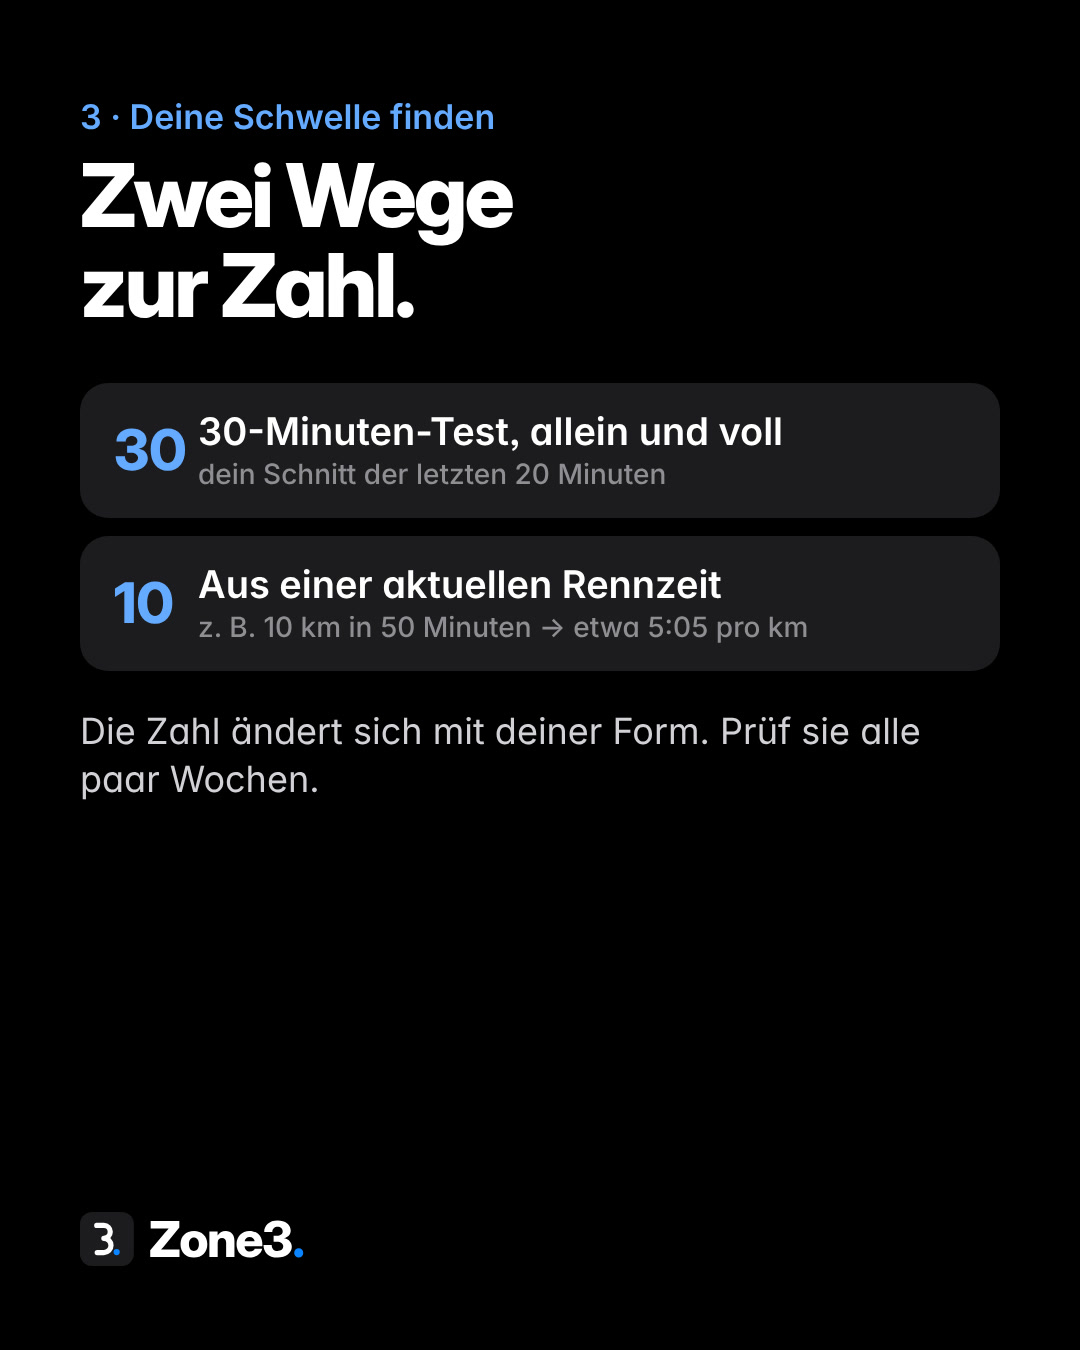 3 · Deine Schwelle finden
Zwei Wege
zur Zahl.
30
30-Minuten-Test, allein und voll
dein Schnitt der letzten 20 Minuten
10
Aus einer aktuellen Rennzeit
z. B. 10 km in 50 Minuten → etwa 5:05 pro km
Die Zahl ändert sich mit deiner Form. Prüf sie alle
paar Wochen.
3. Zone3.